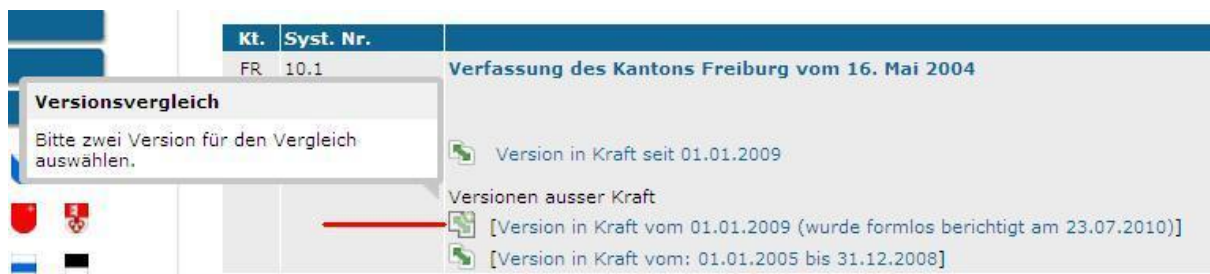 Kt. Syst. Nr.
FR 10.1 Verfassung des Kantons Freiburg vom 16. Mai 2004
Versionsvergleich
Bitte zwei Version für den Vergleich
auswählen.
Version in Kraft seit 01.01.2009
Versionen ausser Kraft
[Version in Kraft vom 01.01.2009 (wurde formlos berichtigt am 23.07.2010)]
[Version in Kraft vom: 01.01.2005 bis 31.12.2008]